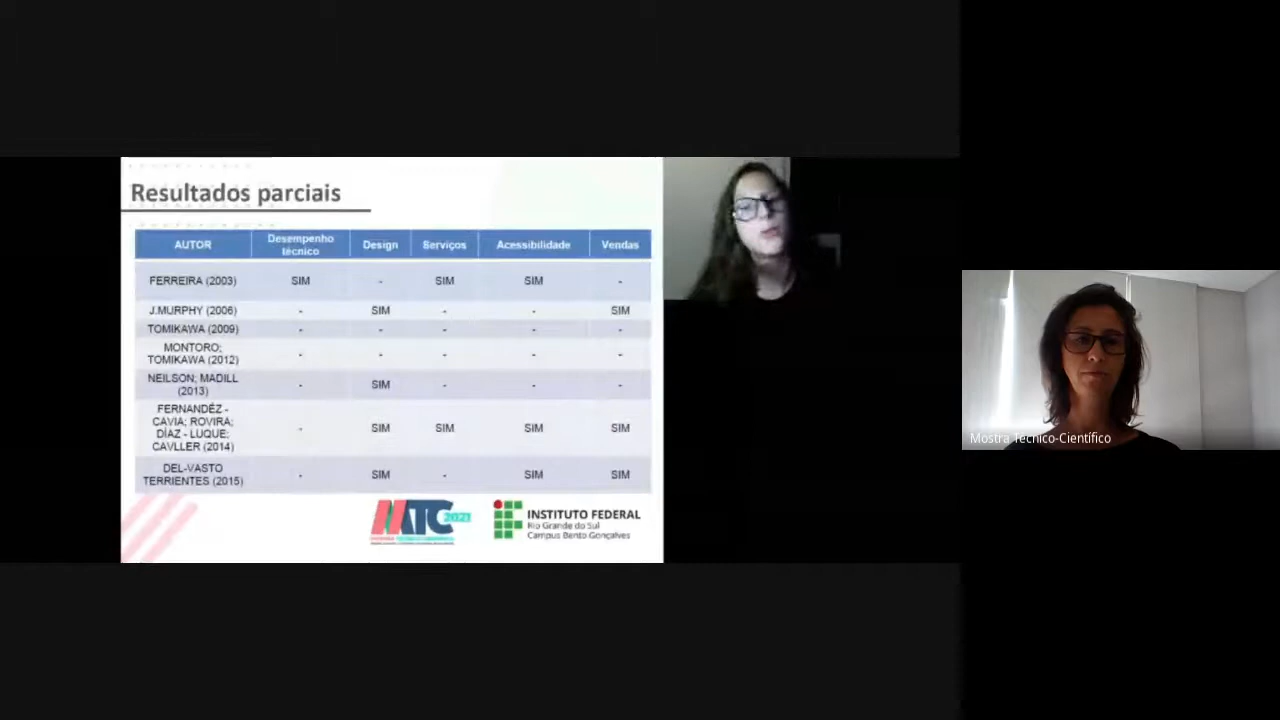 Resultados parciais
AUTOR Desempenho técnico Design Serviços Acessibilidade Vendas
FERREIRA (2003) SIM - SIM SIM -
J.MURPHY (2006) - SIM - - SIM
TOMIKAWA (2009) - - - - -
MONTORO;
TOMIKAWA (2012) - - - - -
NEILSON; MADILL
(2013) - SIM - - -
FERNANDÉZ -
CAVIA; ROVIRA;
DÍAZ - LUQUE;
CAVLLER (2014) - SIM SIM SIM SIM
DEL-VASTO
TERRIENTES (2015) - SIM - SIM SIM
MTC 2021
INSTITUTO FEDERAL
Rio Grande do Sul
Campus Bento Gonçalves
Mostra Técnico-Científico